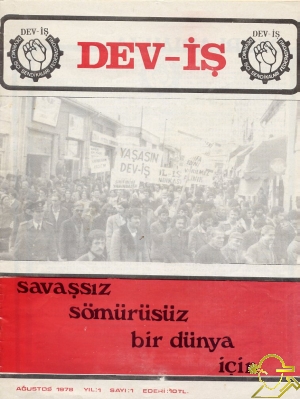 DEV-İŞ
DEV-İŞ
DEV-İŞ
YAŞASIN
DEV-İŞ
savaşsız
sömürüsüz
bir dünya
için
AĞUSTOS 1978 YIL:1 SAYI:1 EDEHİ:10TL.